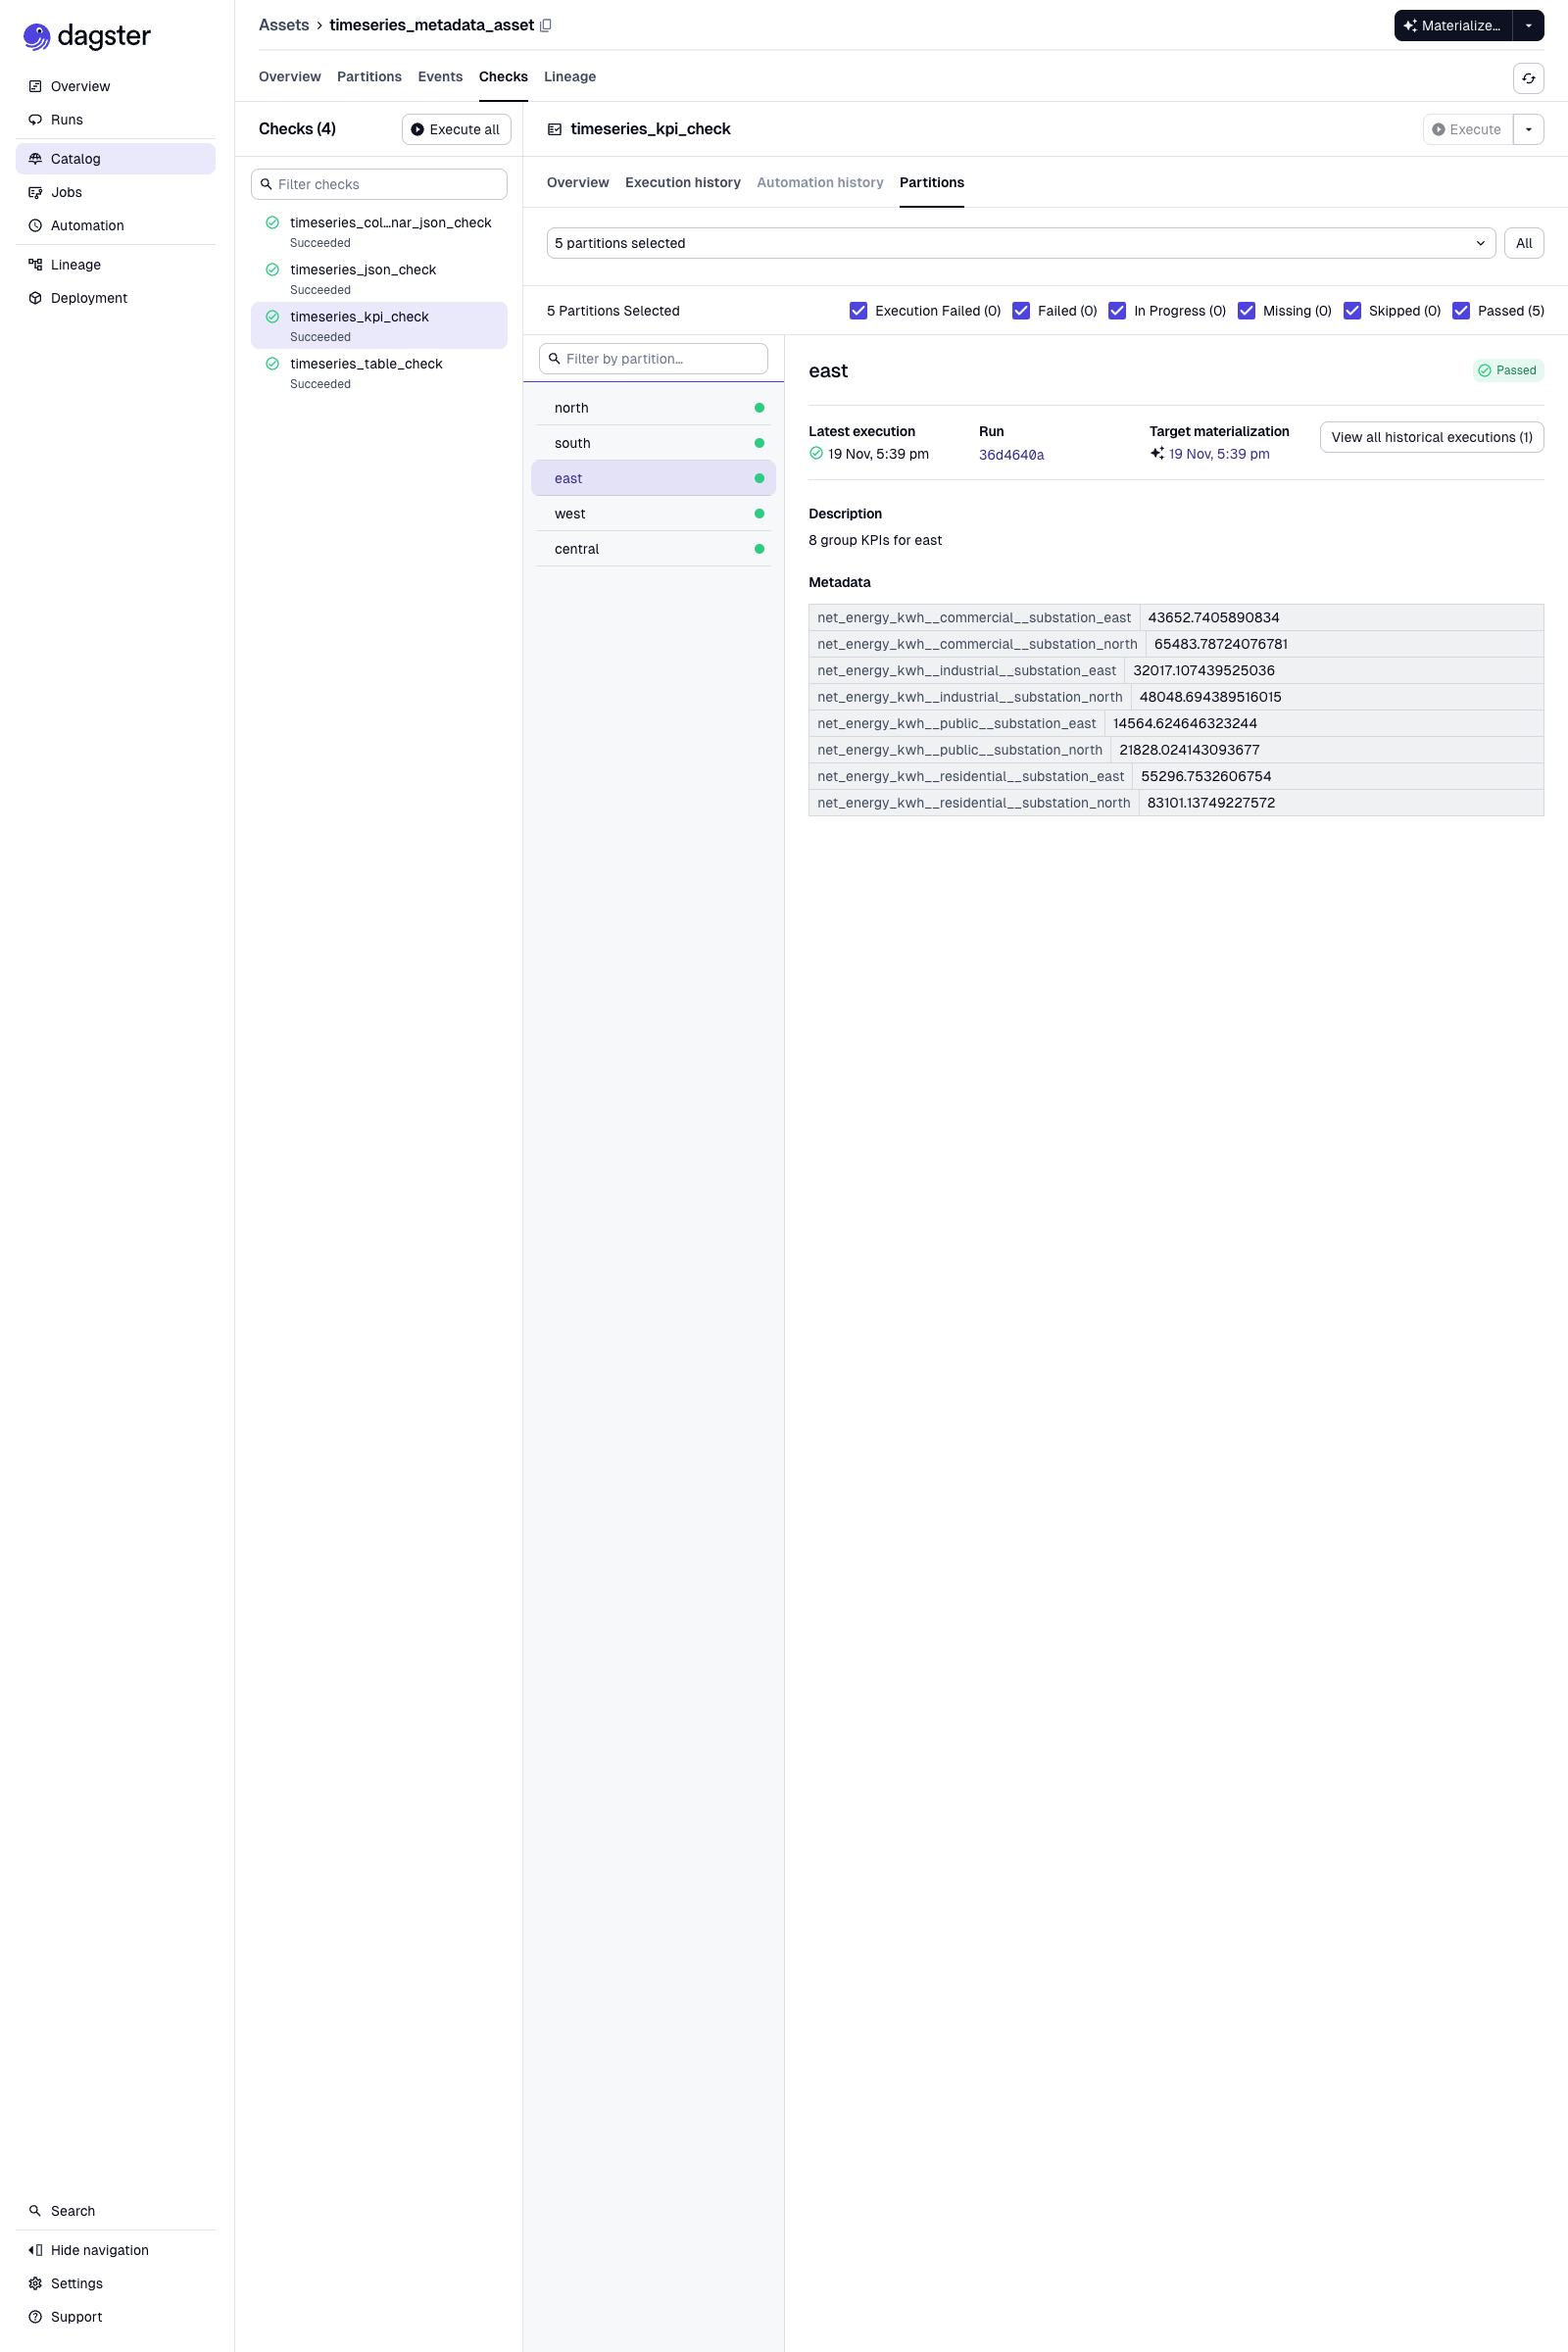 dagster
Overview
Runs
Catalog
Jobs
Automation
Lineage
Deployment
Search
Hide navigation
Settings
Support
Assets › timeseries_metadata_asset
Materialize...
Overview Partitions Events Checks Lineage
Checks (4)
Execute all
Filter checks
timeseries_col...nar_json_check
Succeeded
timeseries_json_check
Succeeded
timeseries_kpi_check
Succeeded
timeseries_table_check
Succeeded
timeseries_kpi_check
Execute
Overview Execution history Automation history Partitions
5 partitions selected
All
5 Partitions Selected
Execution Failed (0) Failed (0) In Progress (0) Missing (0) Skipped (0) Passed (5)
Filter by partition...
north
south
east
west
central
east
Passed
Latest execution
19 Nov, 5:39 pm
Run
36d4640a
Target materialization
19 Nov, 5:39 pm
View all historical executions (1)
Description
8 group KPIs for east
Metadata
net_energy_kwh__commercial__substation_east 43652.7405890834
net_energy_kwh__commercial__substation_north 65483.78724076781
net_energy_kwh__industrial__substation_east 32017.107439525036
net_energy_kwh__industrial__substation_north 48048.694389516015
net_energy_kwh__public__substation_east 14564.624646323244
net_energy_kwh__public__substation_north 21828.024143093677
net_energy_kwh__residential__substation_east 55296.7532606754
net_energy_kwh__residential__substation_north 83101.13749227572